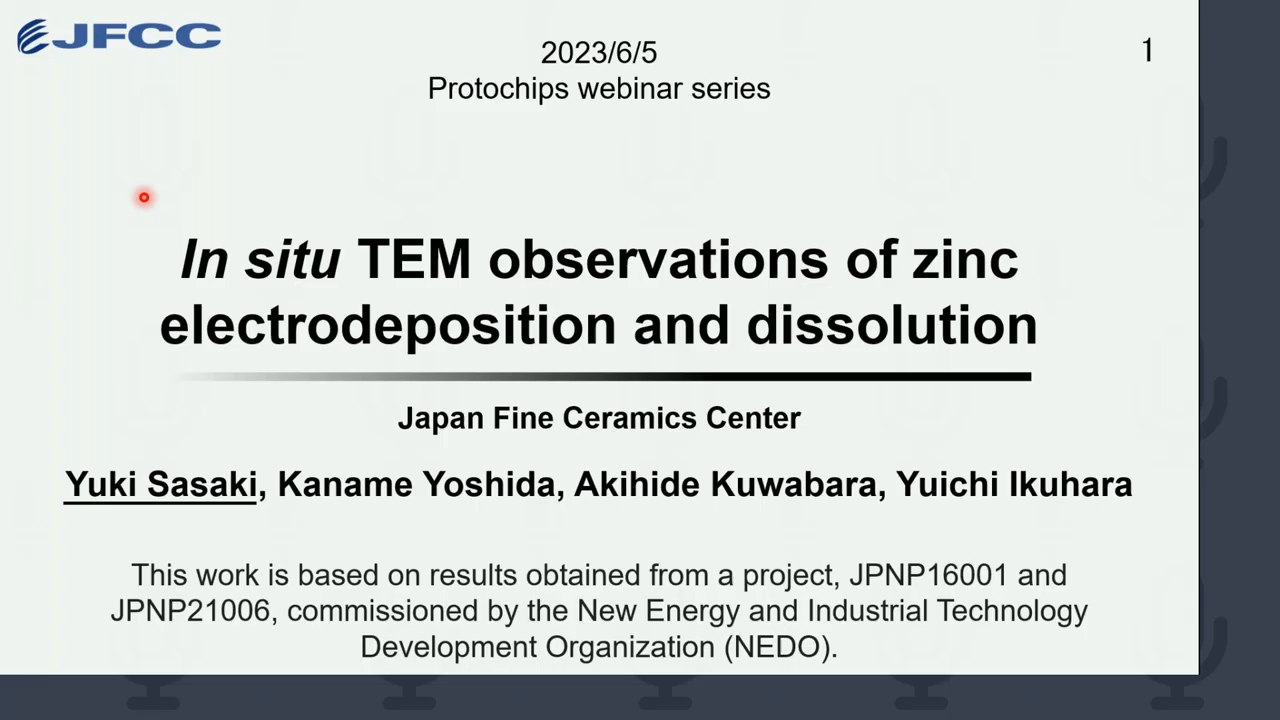 JFCC
2023/6/5
1
Protochips webinar series
In situ TEM observations of zinc
electrodeposition and dissolution
Japan Fine Ceramics Center
Yuki Sasaki, Kaname Yoshida, Akihide Kuwabara, Yuichi Ikuhara
This work is based on results obtained from a project, JPNP16001 and
JPNP21006, commissioned by the New Energy and Industrial Technology
Development Organization (NEDO).